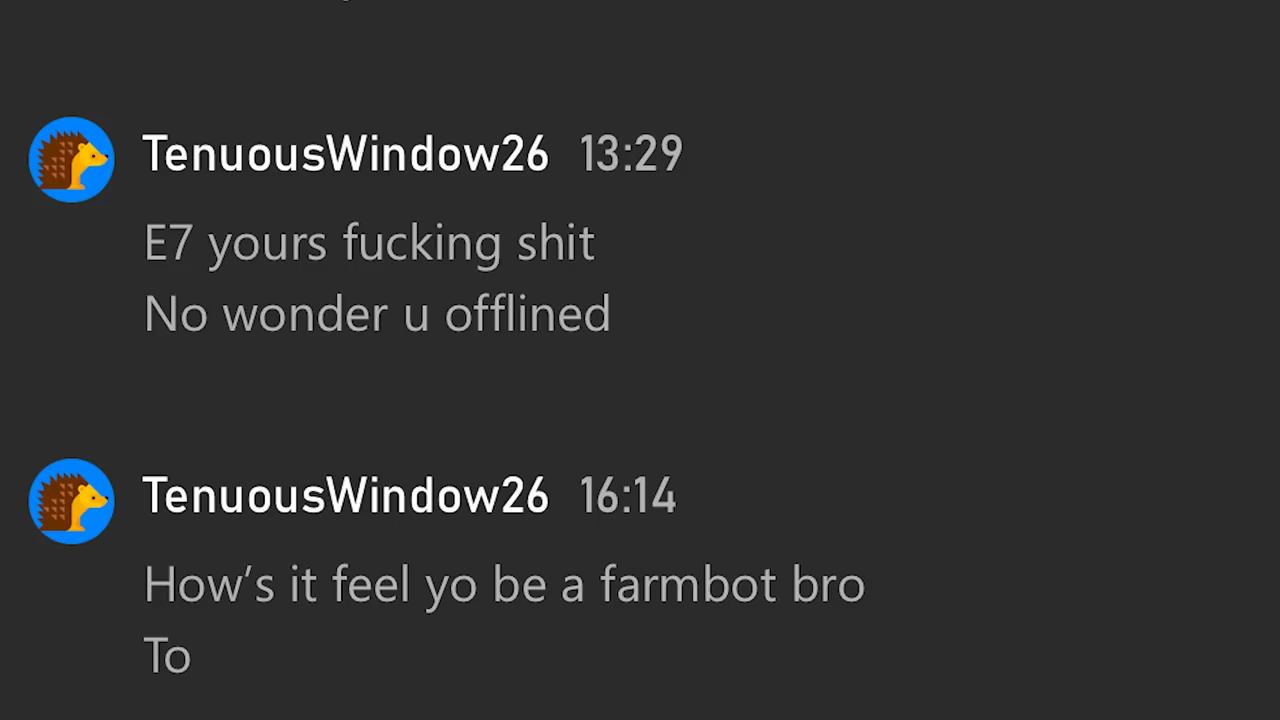 TenuousWindow26 13:29
E7 yours fucking shit
No wonder u offlined
TenuousWindow26 16:14
How's it feel yo be a farmbot bro
To